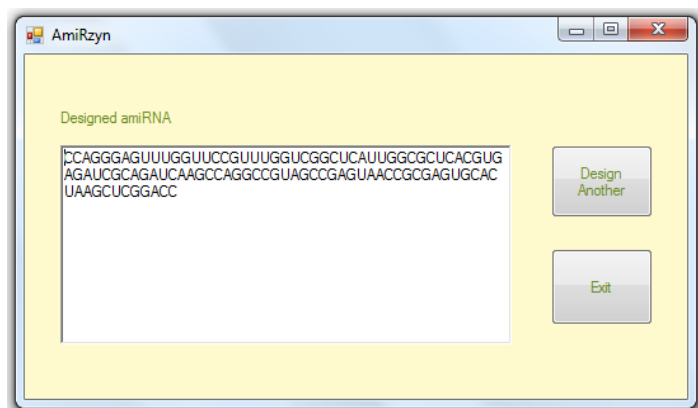 AmiRzyn
Designed amiRNA
CCAGGGAGUUUGGUUCCGUUUGGUCGGCUCAUUGGCGCUCACGUG
AGAUCGCAGAUCAAGCCAGGCCGUAGCCGAGUAACCGCGAGUGCAC
UAAGCUCGGACC
Design
Another
Exit